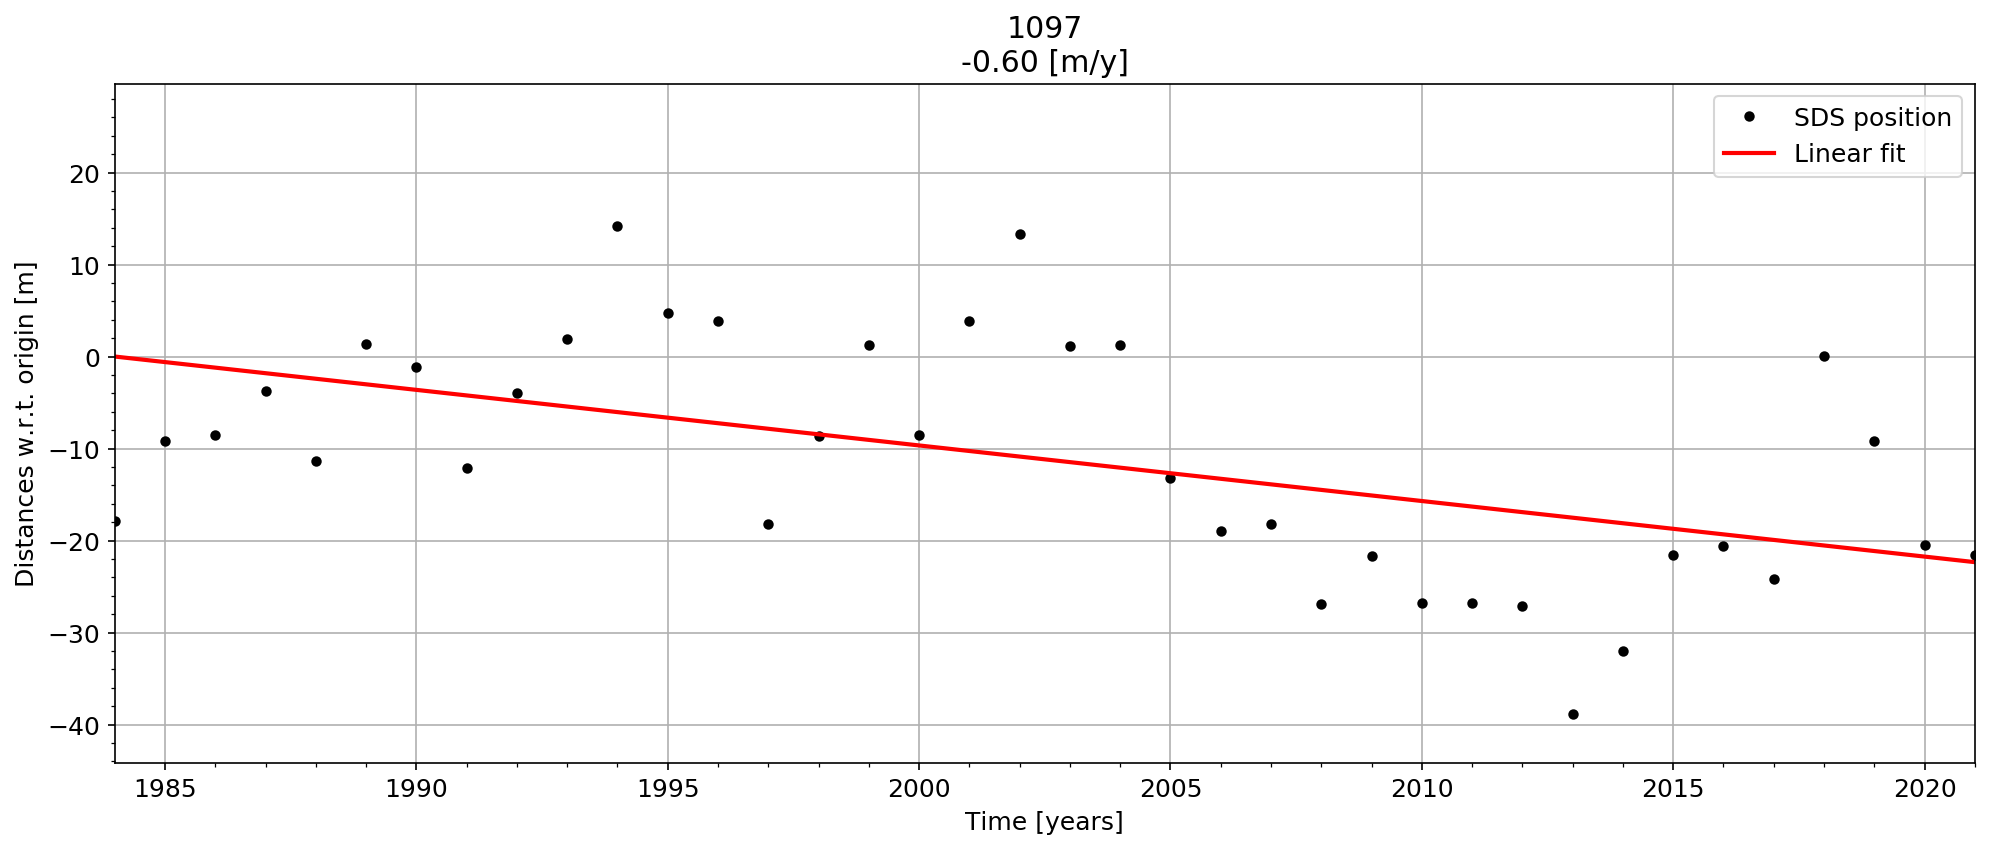 1097
-0.60 [m/y]
SDS position
Linear fit
Distances w.r.t. origin [m]
20
10
0
−10
−20
−30
−40
1985 1990 1995 2000 2005 2010 2015 2020
Time [years]